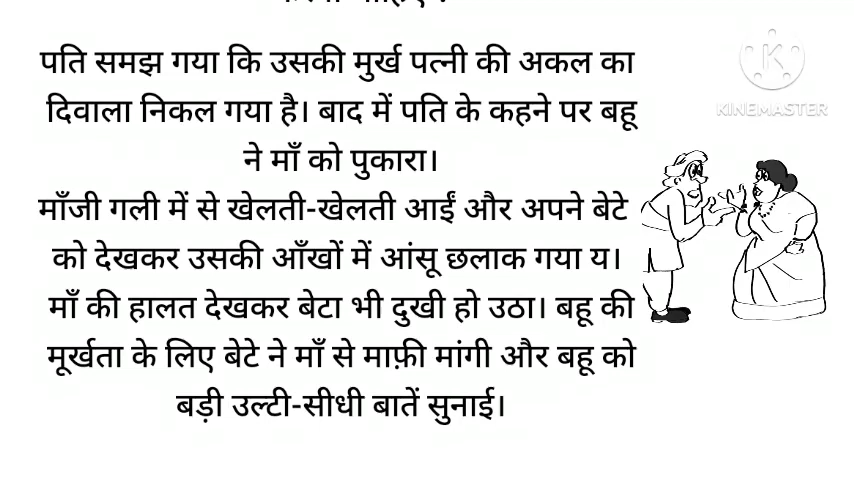 पति समझ गया कि उसकी मुर्ख पत्नी की अकल का
दिवाला निकल गया है। बाद में पति के कहने पर बहू
ने माँ को पुकारा।
माँजी गली में से खेलती-खेलती आईं और अपने बेटे
को देखकर उसकी आँखों में आंसू छलाक गया य।
माँ की हालत देखकर बेटा भी दुखी हो उठा। बहू की
मूर्खता के लिए बेटे ने माँ से माफ़ी मांगी और बहू को
बड़ी उल्टी-सीधी बातें सुनाई।
KINEMASTER